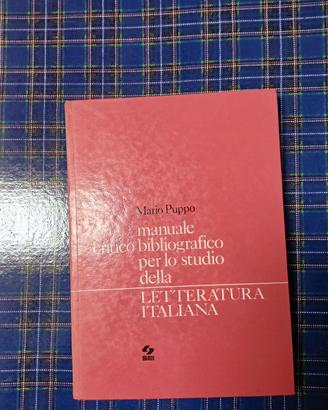 Mario Puppo
manuale
critico bibliografico
per lo studio
della
LETTERATURA
ITALIANA
SEI